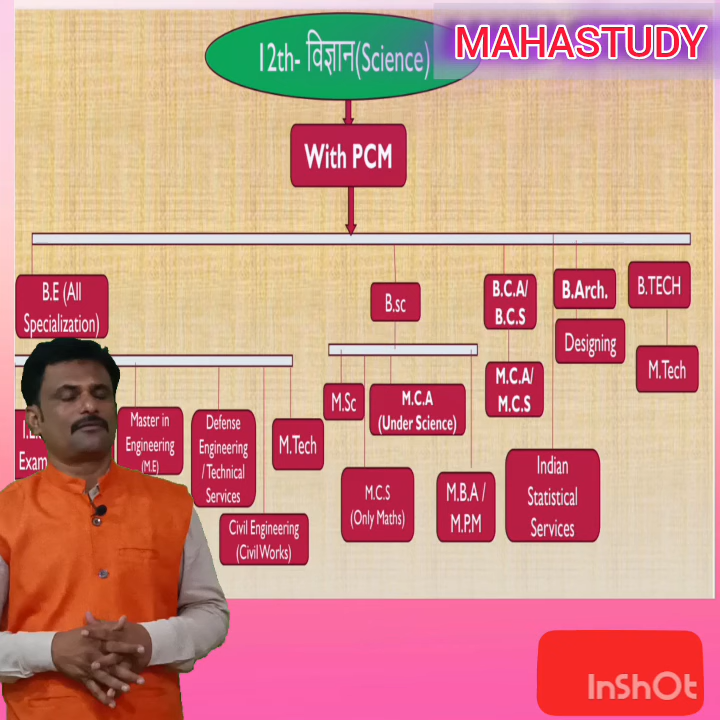 12th- विज्ञान(Science)
MAHASTUDY
With PCM
B.E (All
Specialization)
B.sc
B.C.A/
B.C.S
B.Arch.
B.TECH
Designing
M.Tech
M.C.A/
M.C.S
M.Sc
M.C.A
(Under Science)
Master in
Engineering
(M.E)
Defense
Engineering
/ Technical
Services
M.Tech
M.C.S
(Only Maths)
M.B.A /
M.P.M
Indian
Statistical
Services
Civil Engineering
(Civil Works)
InShOt